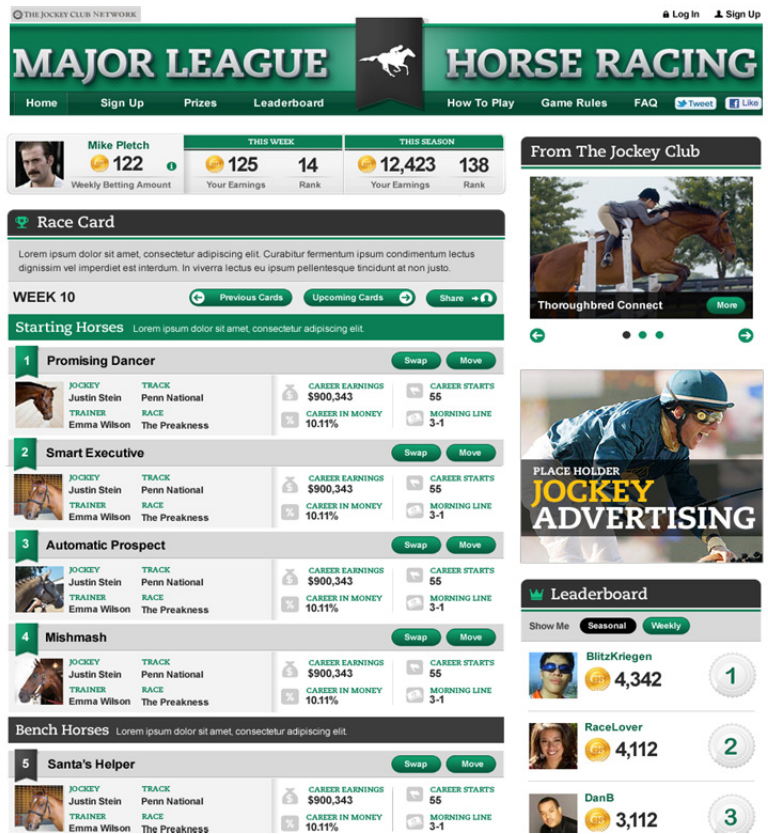 THE JOCKEY CLUB NETWORK
Log In Sign Up
MAJOR LEAGUE HORSE RACING
Home Sign Up Prizes Leaderboard How To Play Game Rules FAQ Tweet Like
Mike Pletch
122
Weekly Betting Amount
THIS WEEK
125 14
Your Earnings Rank
THIS SEASON
12,423 138
Your Earnings Rank
Race Card
Lorem ipsum dolor sit amet, consectetur adipiscing elit. Curabitur fermentum ipsum condimentum lectus
dignissim vel imperdiet est interdum. In viverra lectus eu ipsum pellentesque tincidunt at non justo.
WEEK 10 Previous Cards Upcoming Cards Share
Starting Horses Lorem ipsum dolor sit amet, consectetur adipiscing elit.
1 Promising Dancer Swap Move
JOCKEY TRACK CAREER EARNINGS CAREER STARTS
Justin Stein Penn National $900,343 55
TRAINER RACE CAREER IN MONEY MORNING LINE
Emma Wilson The Preakness 10.11% 3-1
2 Smart Executive Swap Move
JOCKEY TRACK CAREER EARNINGS CAREER STARTS
Justin Stein Penn National $900,343 55
TRAINER RACE CAREER IN MONEY MORNING LINE
Emma Wilson The Preakness 10.11% 3-1
3 Automatic Prospect Swap Move
JOCKEY TRACK CAREER EARNINGS CAREER STARTS
Justin Stein Penn National $900,343 55
TRAINER RACE CAREER IN MONEY MORNING LINE
Emma Wilson The Preakness 10.11% 3-1
4 Mishmash Swap Move
JOCKEY TRACK CAREER EARNINGS CAREER STARTS
Justin Stein Penn National $900,343 55
TRAINER RACE CAREER IN MONEY MORNING LINE
Emma Wilson The Preakness 10.11% 3-1
Bench Horses Lorem ipsum dolor sit amet, consectetur adipiscing elit.
5 Santa's Helper Swap Move
JOCKEY TRACK CAREER EARNINGS CAREER STARTS
Justin Stein Penn National $900,343 55
TRAINER RACE CAREER IN MONEY MORNING LINE
Emma Wilson The Preakness 10.11% 3-1
From The Jockey Club
Thoroughbred Connect More
PLACE HOLDER
JOCKEY
ADVERTISING
Leaderboard
Show Me Seasonal Weekly
BlitzKriegen
4,342 1
RaceLover
4,112 2
DanB
3,112 3